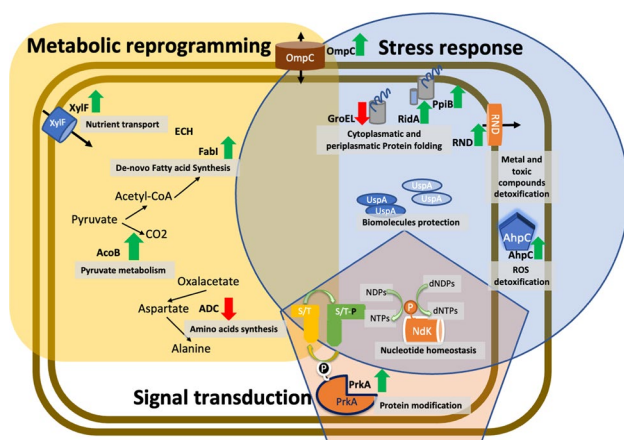 Metabolic reprogramming
OmpC
OmpC
Stress response
XylF
XylF
Nutrient transport
ECH
FabI
De-novo Fatty acid Synthesis
Acetyl-CoA
Pyruvate
CO2
AcoB
Pyruvate metabolism
Oxalacetate
Aspartate
ADC
Amino acids synthesis
Alanine
GroEL
RidA
PpiB
Cytoplasmatic and
periplasmatic Protein folding
RND
RND
Metal and
toxic
compounds
detoxification
UspA
UspA
UspA
UspA
Biomolecules protection
AhpC
AhpC
ROS
detoxification
S/T
S/T-P
NDPs
dNDPs
P
NTPs
dNTPs
NdK
Nucleotide homeostasis
P
Signal transduction
PrkA
PrkA
Protein modification